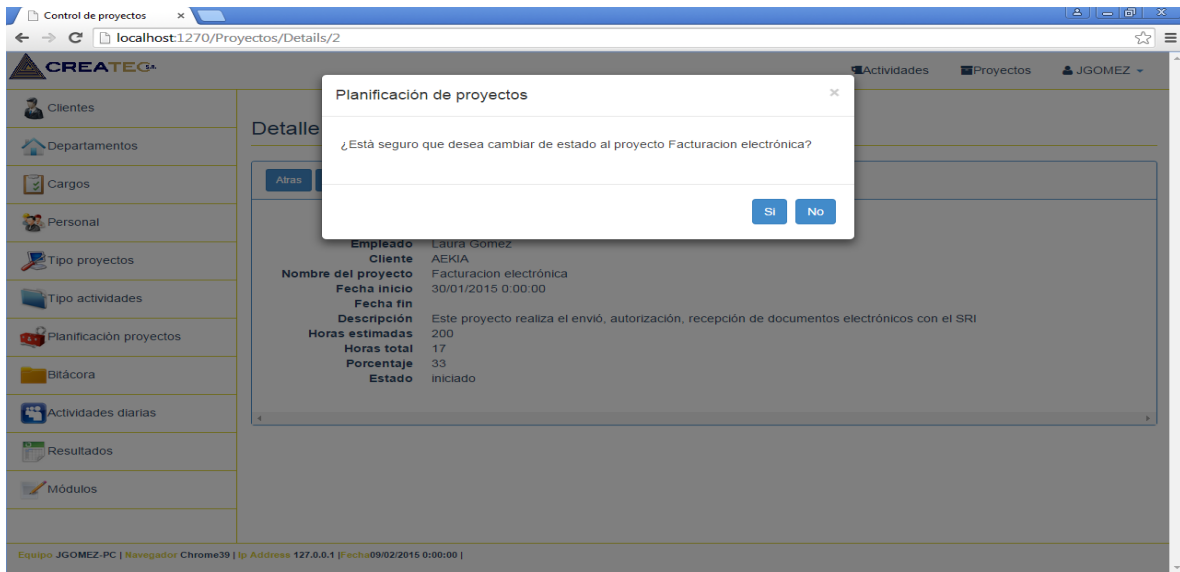 Control de proyectos
localhost:1270/Proyectos/Details/2
CREATEC S.A.
Actividades
Proyectos
JGOMEZ
Clientes
Departamentos
Cargos
Personal
Tipo proyectos
Tipo actividades
Planificación proyectos
Bitácora
Actividades diarias
Resultados
Módulos
Detalle
Planificación de proyectos
¿Está seguro que desea cambiar de estado al proyecto Facturacion electrónica?
Si No
Atras
Empleado Laura Gomez
Cliente AEKIA
Nombre del proyecto Facturacion electrónica
Fecha inicio 30/01/2015 0:00:00
Fecha fin
Descripción Este proyecto realiza el envió, autorización, recepción de documentos electrónicos con el SRI
Horas estimadas 200
Horas total 17
Porcentaje 33
Estado iniciado
Equipo JGOMEZ-PC | Navegador Chrome39 | Ip Address 127.0.0.1 |Fecha09/02/2015 0:00:00 |